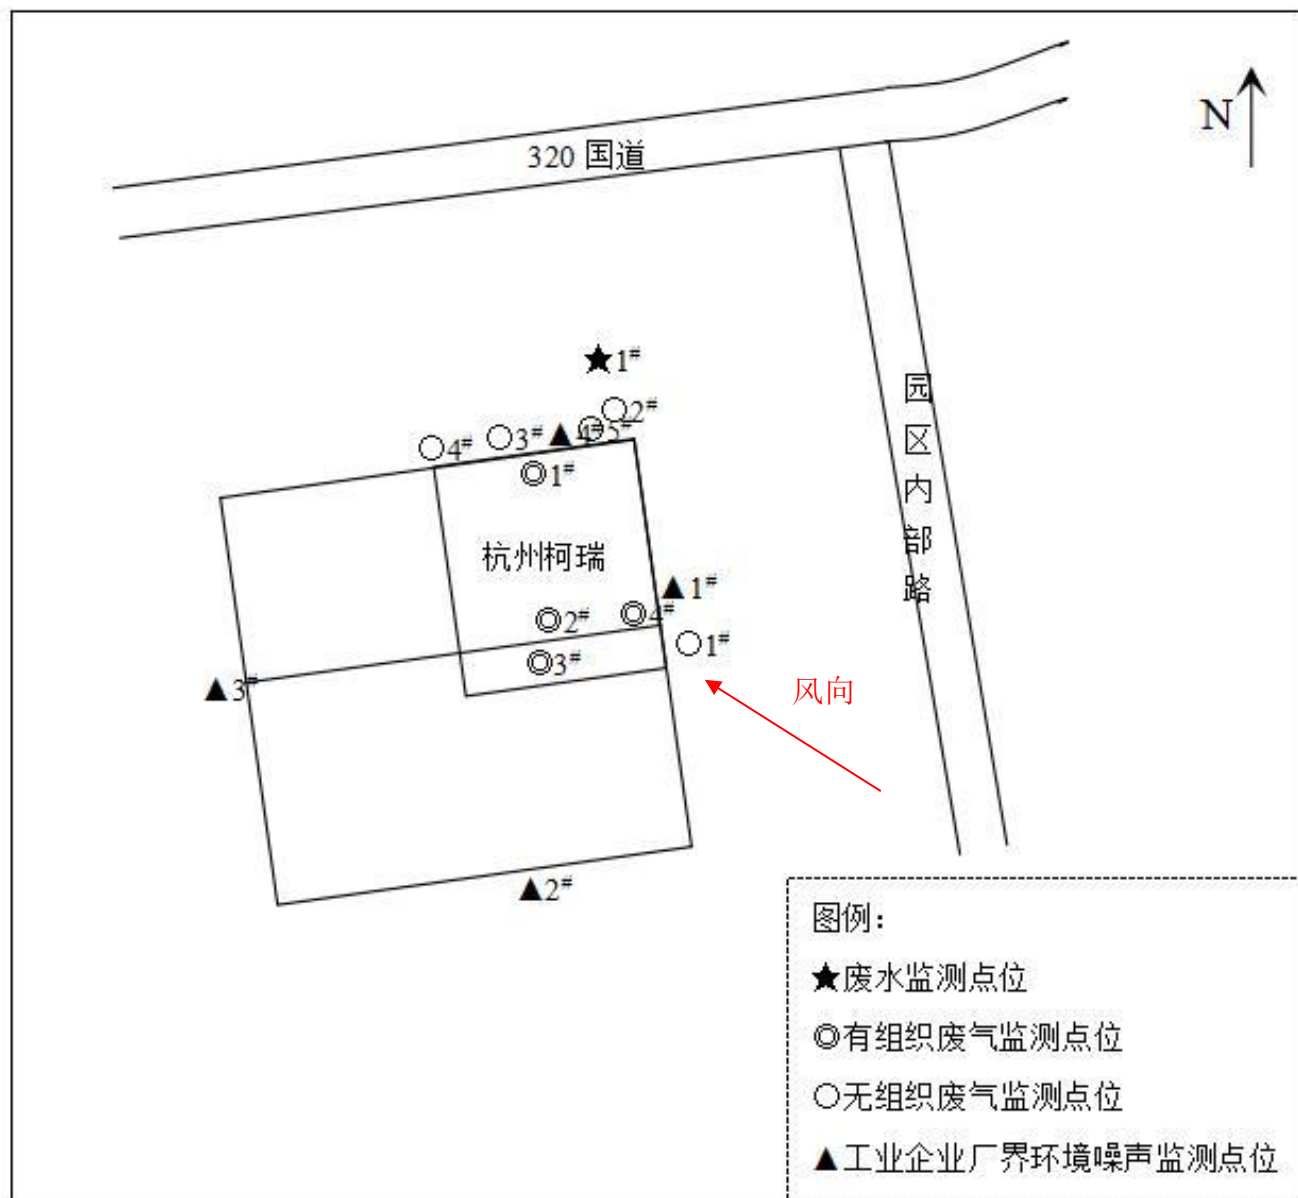 N
320 国道
★1#
○2#
○4#
○3#
▲4#
○5#
◎1#
杭州柯瑞
▲1#
◎2#
◎4#
○1#
◎3#
▲3#
风向
▲2#
园区内部路
图例：
★废水监测点位
◎有组织废气监测点位
○无组织废气监测点位
▲工业企业厂界环境噪声监测点位